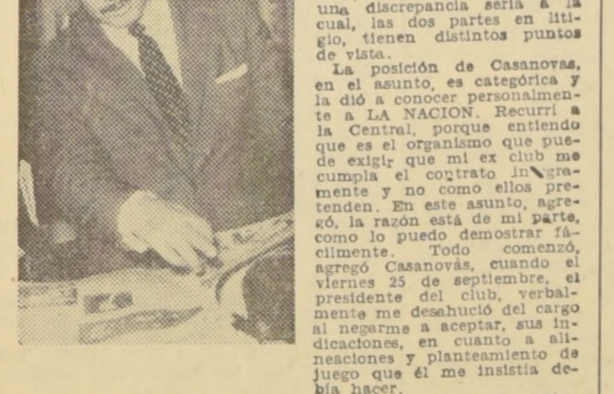 una discrepancia seria a la
cual, las dos partes en liti-
gio, tienen distintos puntos
de vista.
La posición de Casanovas,
en el asunto, es categórica y
la dió a conocer personalmen-
te a LA NACION. Recurrí a
la Central, porque entiendo
que es el organismo que pue-
de exigir que mi ex club me
cumpla el contrato
mente y no como ellos pre-
tenden. En este asunto, agre-
gó, la razón está de mi parte,
como lo puedo demostrar fá-
cilmente. Todo comenzó,
agregó Casanovas, cuando el
viernes 25 de septiembre, el
presidente del club, verbal-
mente me desahució del cargo
al negarme a aceptar, sus in-
dicaciones, en cuanto a ali-
neaciones y planteamiento de
juego que él me insistía de-
bía hacer.